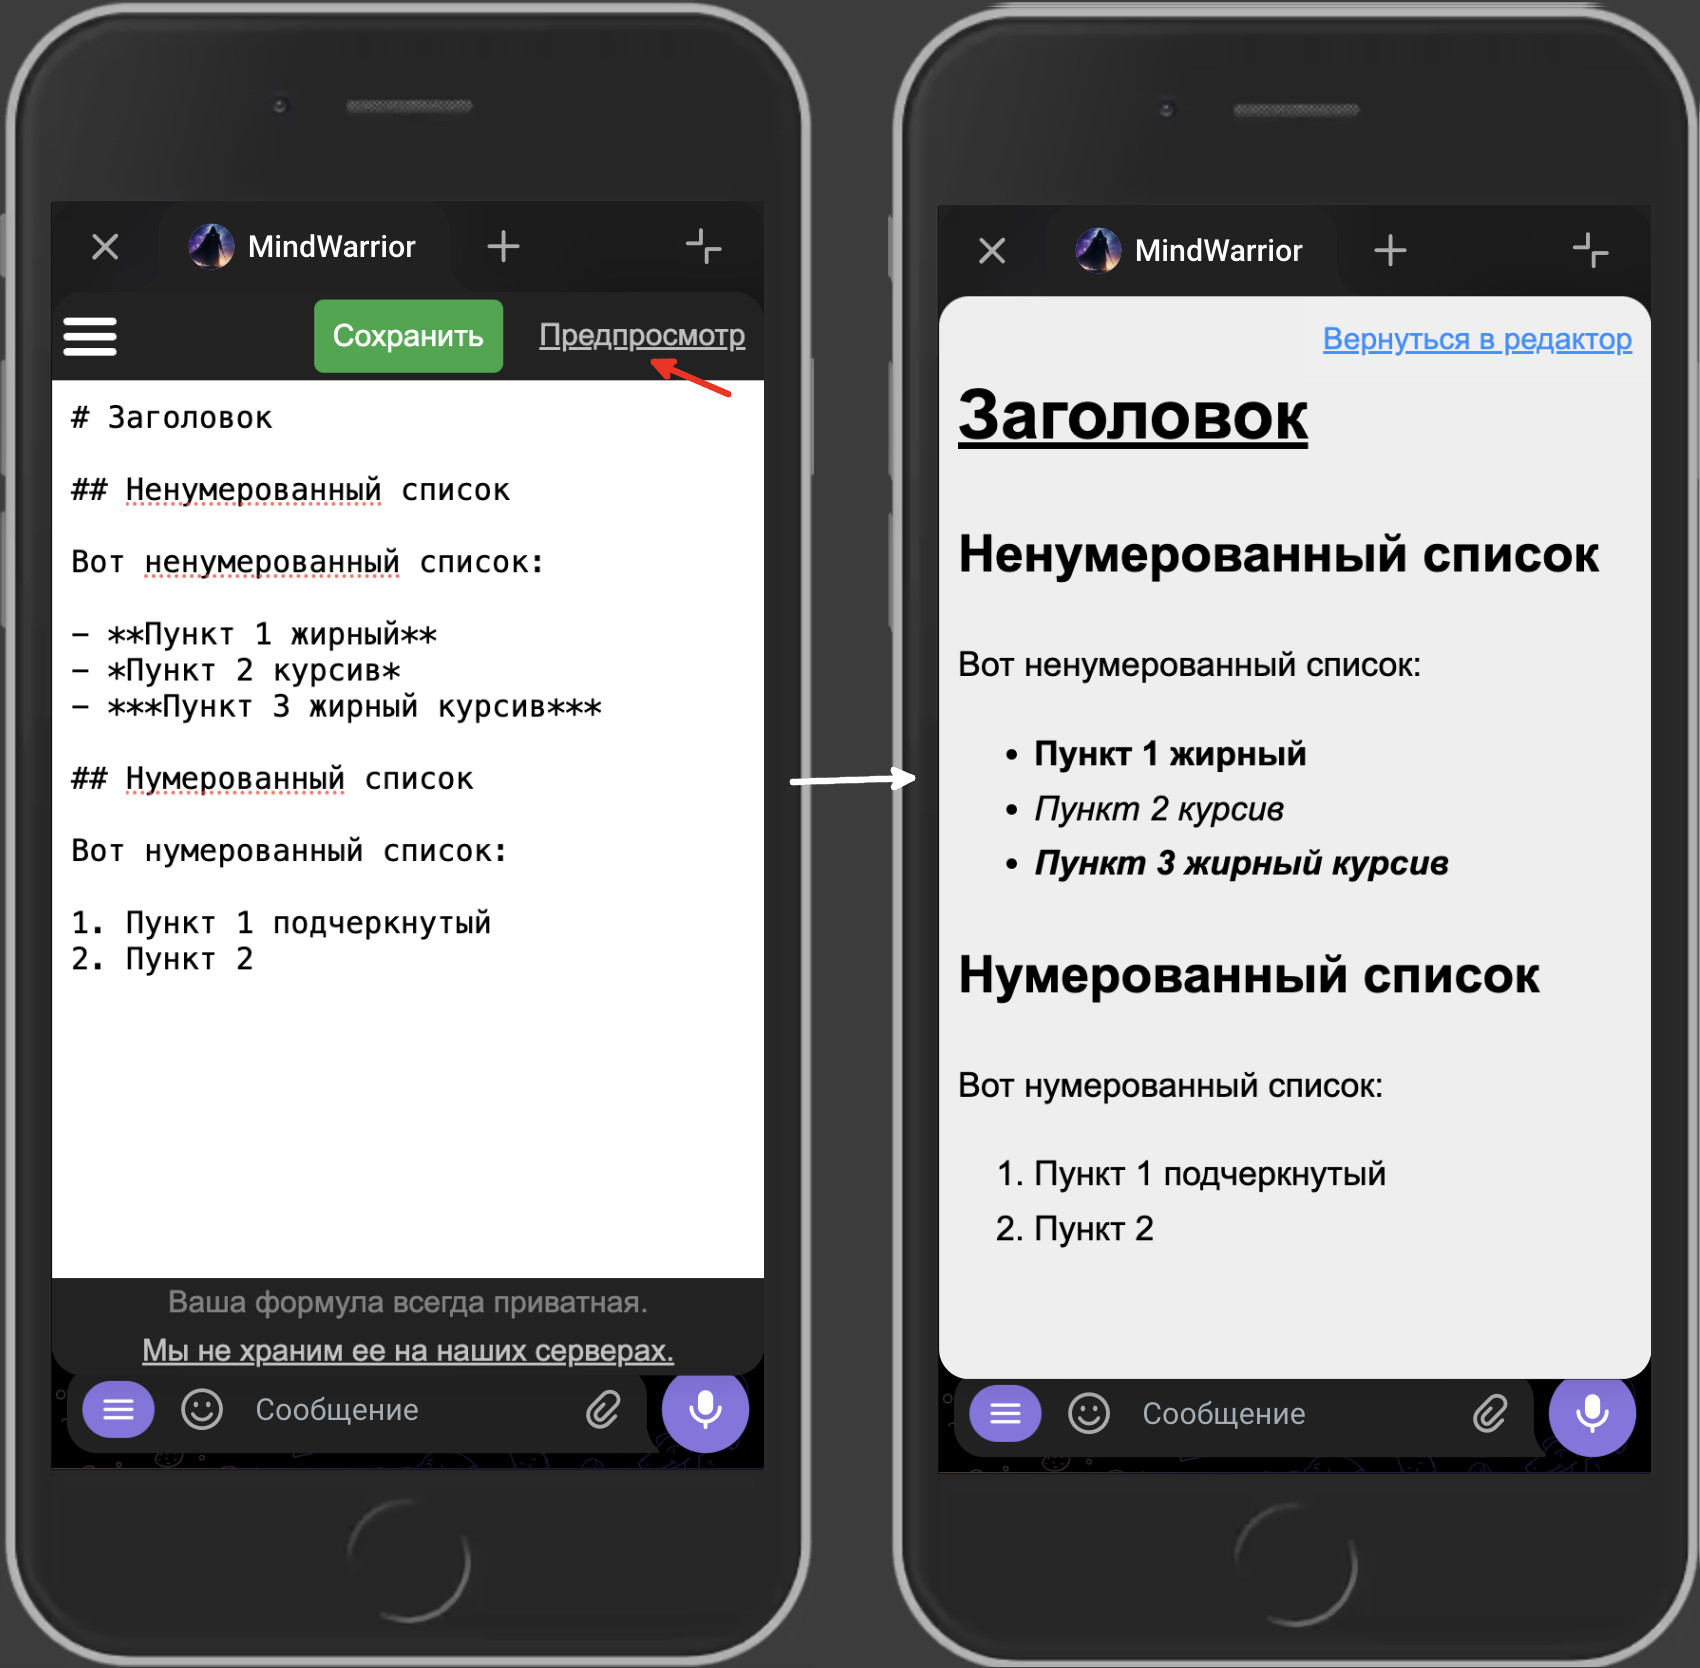 MindWarrior
Сохранить
Предпросмотр
# Заголовок
## Ненумерованный список
Вот ненумерованный список:
- **Пункт 1 жирный**
- *Пункт 2 курсив*
- ***Пункт 3 жирный курсив***
## Нумерованный список
Вот нумерованный список:
1. Пункт 1 подчеркнутый
2. Пункт 2
Ваша формула всегда приватная.
Мы не храним ее на наших серверах.
Сообщение
MindWarrior
Вернуться в редактор
Заголовок
Ненумерованный список
Вот ненумерованный список:
• Пункт 1 жирный
• Пункт 2 курсив
• Пункт 3 жирный курсив
Нумерованный список
Вот нумерованный список:
1. Пункт 1 подчеркнутый
2. Пункт 2
Сообщение